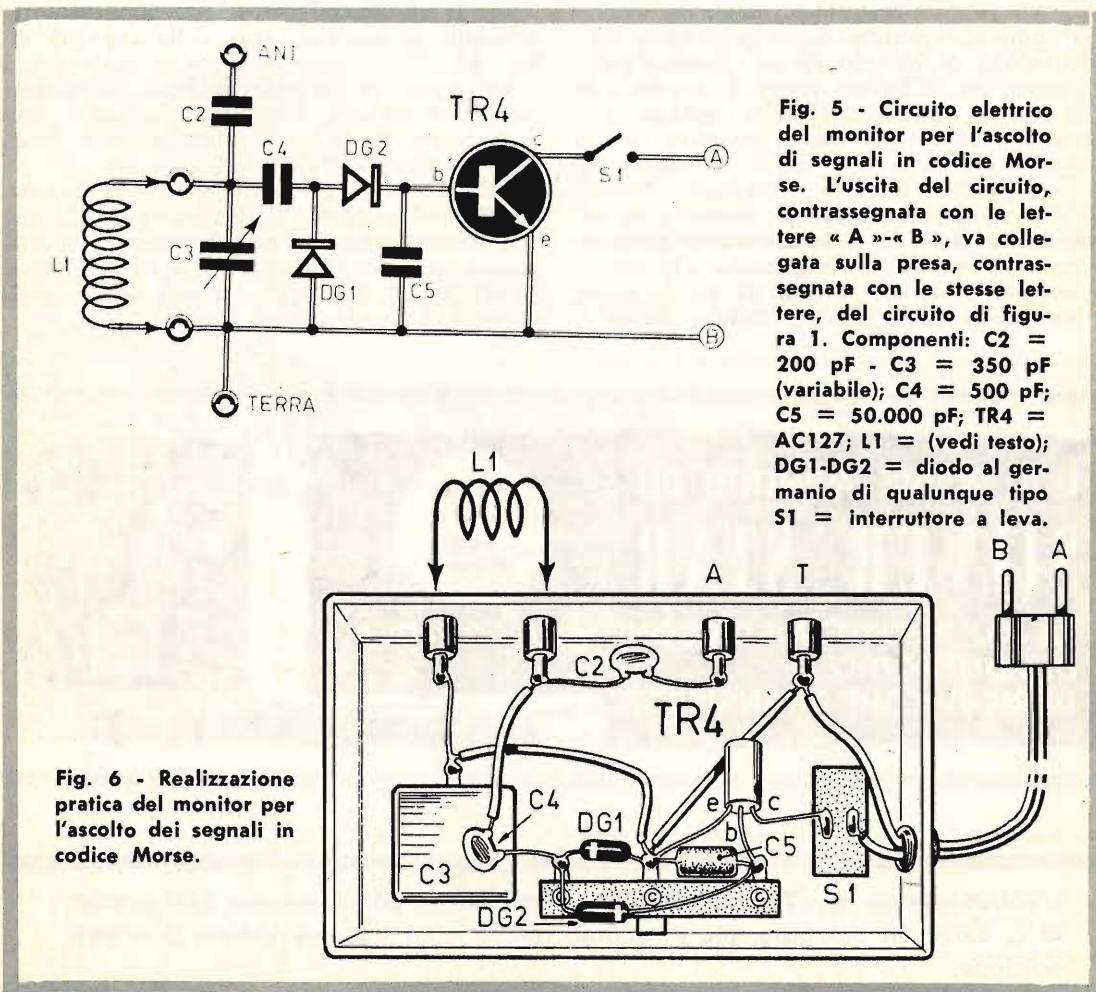 ANT
C2
TR4
C4
DG2
c
b
S1
A
e
L1
C3
DG1
C5
B
TERRA
Fig. 5 - Circuito elettrico
del monitor per l'ascolto
di segnali in codice Mor-
se. L'uscita del circuito,
contrassegnata con le let-
tere « A »-« B », va colle-
gata sulla presa, contras-
segnata con le stesse let-
tere, del circuito di figu-
ra 1. Componenti: C2 =
200 pF - C3 = 350 pF
(variabile); C4 = 500 pF;
C5 = 50.000 pF; TR4 =
AC127; L1 = (vedi testo);
DG1-DG2 = diodo al ger-
manio di qualunque tipo
S1 = interruttore a leva.
L1
B A
A T
C2
TR4
C4
DG1
e c
b
C5
C3
S1
DG2
Fig. 6 - Realizzazione
pratica del monitor per
l'ascolto dei segnali in
codice Morse.